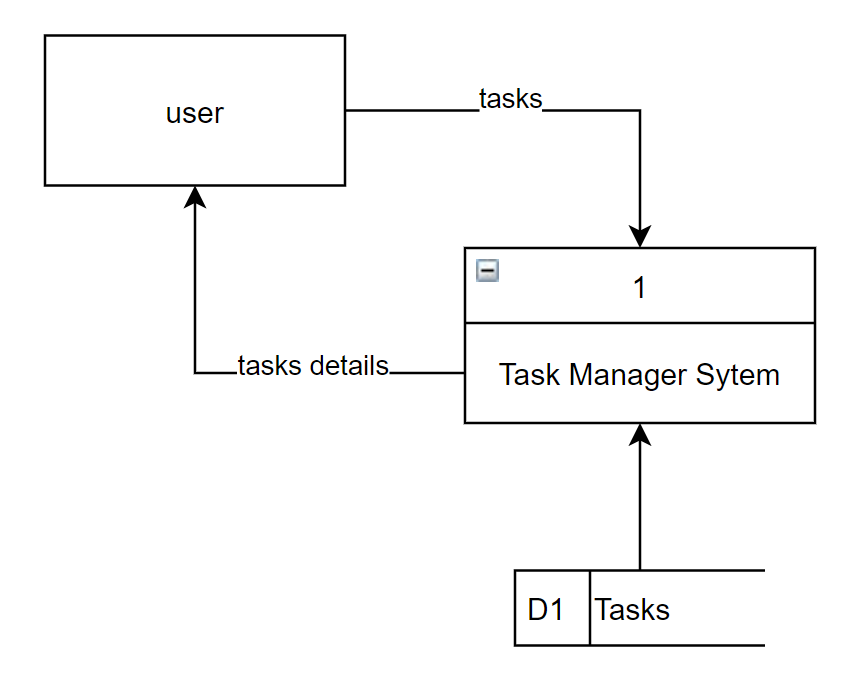 user
tasks
1
tasks details
Task Manager Sytem
D1
Tasks